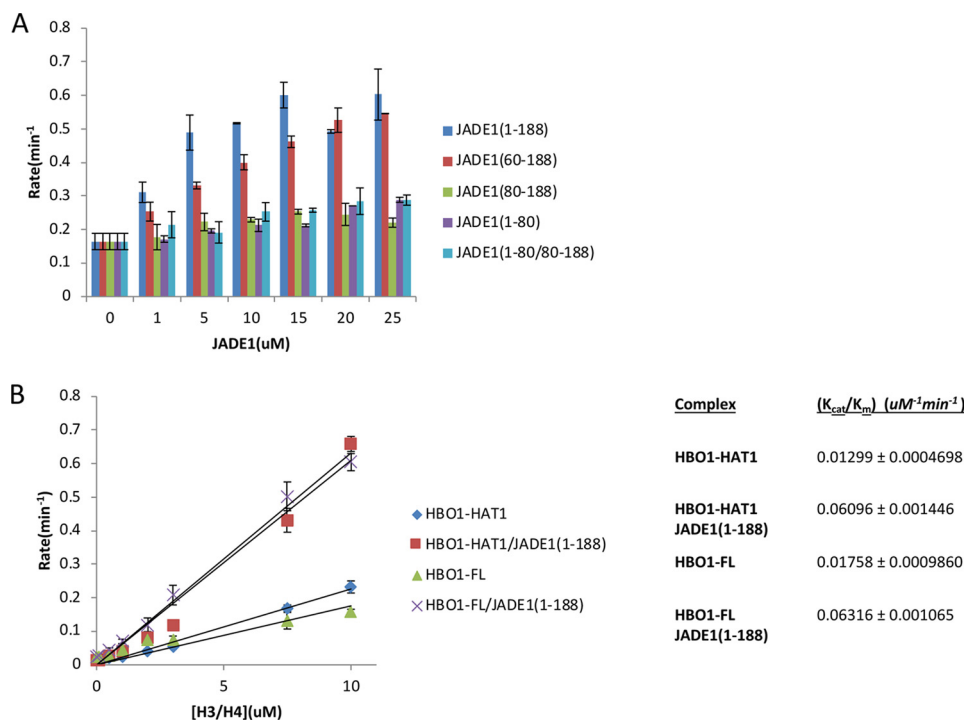 A
0.8
0.7
0.6
0.5
0.4
0.3
0.2
0.1
0
Rate(min-1)
0 1 5 10 15 20 25
JADE1(uM)
JADE1(1-188)
JADE1(60-188)
JADE1(80-188)
JADE1(1-80)
JADE1(1-80/80-188)
B
0.8
0.7
0.6
0.5
0.4
0.3
0.2
0.1
0
Rate(min-1)
0 5 10
[H3/H4](uM)
HBO1-HAT1
HBO1-HAT1/JADE1(1-188)
HBO1-FL
HBO1-FL/JADE1(1-188)
Complex (Kcat/Km) (uM-1min-1)
HBO1-HAT1 0.01299 ± 0.0004698
HBO1-HAT1 0.06096 ± 0.001446
JADE1(1-188)
HBO1-FL 0.01758 ± 0.0009860
HBO1-FL 0.06316 ± 0.001065
JADE1(1-188)